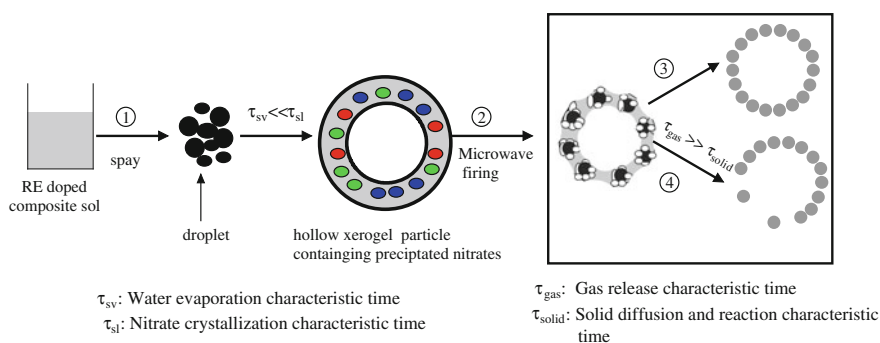 ①
spay
RE doped
composite sol
droplet
τsv<<τsl
hollow xerogel particle
containging preciptated nitrates
②
Microwave
firing
③
τgas >> τsolid
④
τsv: Water evaporation characteristic time
τsl: Nitrate crystallization characteristic time
τgas: Gas release characteristic time
τsolid: Solid diffusion and reaction characteristic
time